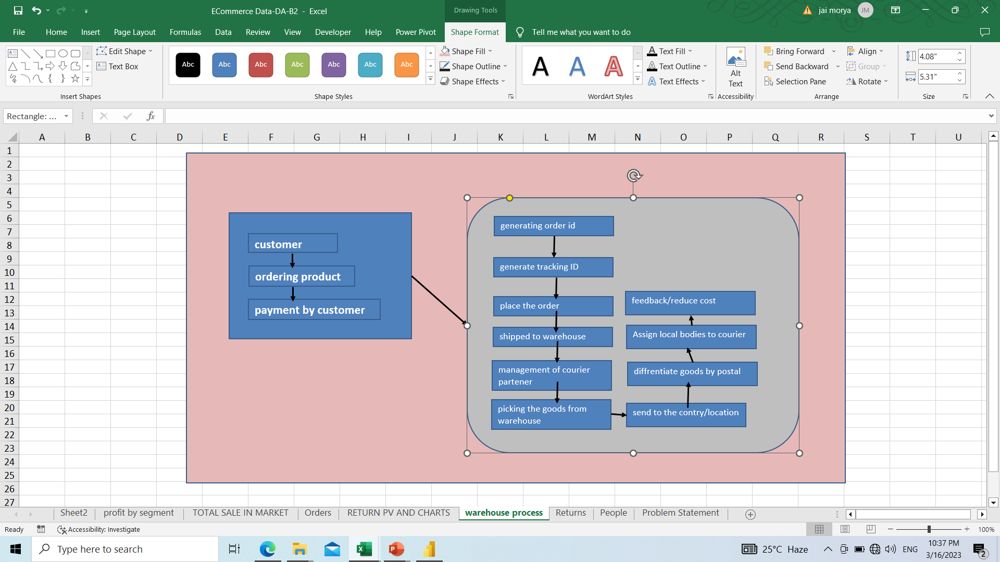 ECommerce Data-DA-B2 - Excel
Drawing Tools
jai morya
JM
File
Home
Insert
Page Layout
Formulas
Data
Review
View
Developer
Help
Power Pivot
Shape Format
Tell me what you want to do
Edit Shape
Text Box
Insert Shapes
Abc
Abc
Abc
Abc
Abc
Abc
Abc
Shape Fill
Shape Outline
Shape Effects
Shape Styles
A
A
A
Text Fill
Text Outline
Text Effects
WordArt Styles
Alt
Text
Accessibility
Bring Forward
Send Backward
Selection Pane
Align
Group
Rotate
Arrange
4.08"
5.31"
Size
Rectangle: ...
fx
A B C D E F G H I J K L M N O P Q R S T U
1
2
3
4
5
6
7
8
9
10
11
12
13
14
15
16
17
18
19
20
21
22
23
24
25
26
27
customer
ordering product
payment by customer
generating order id
generate tracking ID
place the order
shipped to warehouse
management of courier
partener
picking the goods from
warehouse
send to the contry/location
diffrentiate goods by postal
Assign local bodies to courier
feedback/reduce cost
Sheet2
profit by segment
TOTAL SALE IN MARKET
Orders
RETURN PV AND CHARTS
warehouse process
Returns
People
Problem Statement
Ready
Accessibility: Investigate
100%
Type here to search
25°C Haze
ENG
10:37 PM
3/16/2023
2